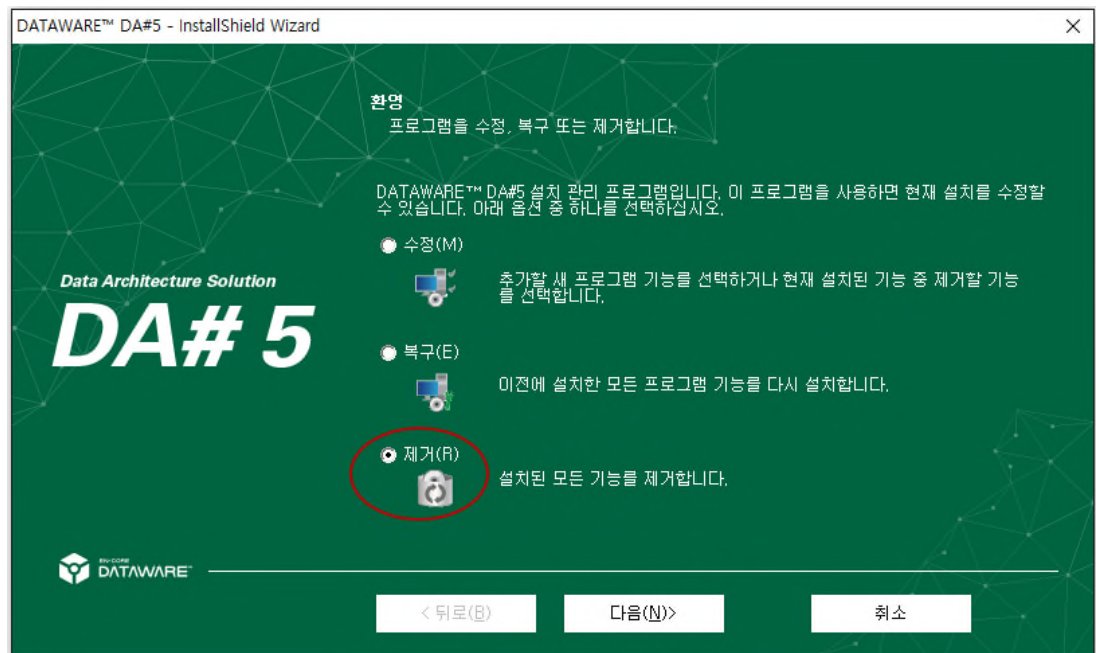 DATAWARE™ DA#5 - InstallShield Wizard
환영
프로그램을 수정, 복구 또는 제거합니다.
DATAWARE™ DA#5 설치 관리 프로그램입니다. 이 프로그램을 사용하면 현재 설치를 수정할
수 있습니다. 아래 옵션 중 하나를 선택하십시오.
수정(M)
추가할 새 프로그램 기능를 선택하거나 현재 설치된 기능 중 제거할 기능
를 선택합니다.
Data Architecture Solution
DA# 5
복구(E)
이전에 설치한 모든 프로그램 기능를 다시 설치합니다.
제거(R)
설치된 모든 기능를 제거합니다.
EN-CORE
DATAWARE™
< 뒤로(B)
다음(N)>
취소